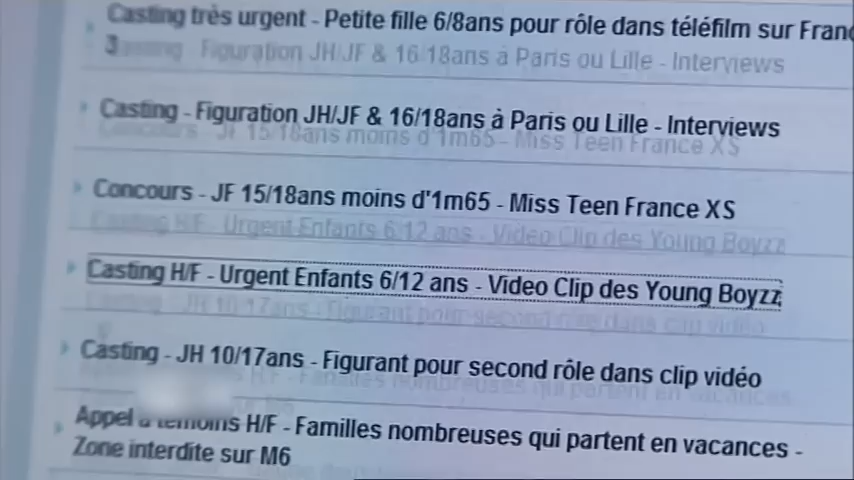 Casting très urgent - Petite fille 6/8ans pour rôle dans téléfilm sur
3
Casting - Figuration JH/JF & 16/18ans à Paris ou Lille - Interviews
Casting - Figuration JH/JF & 16/18ans à Paris ou Lille - Interviews
Concours - JF 15/18ans moins d'1m65 - Miss Teen France XS
Concours - JF 15/18ans moins d'1m65 - Miss Teen France XS
Casting H/F - Urgent Enfants 6/12 ans - Video Clip des Young Boyzz
Casting H/F - Urgent Enfants 6/12 ans - Video Clip des Young Boyzz
Casting - JH 10/17ans - Figurant pour second rôle dans clip vidéo
Casting - JH 10/17ans - Figurant pour second rôle dans clip vidéo
H/F - Familles nombreuses qui partent en vacances
Appel à témoins H/F - Familles nombreuses qui partent en vacances -
Zone interdite sur M6